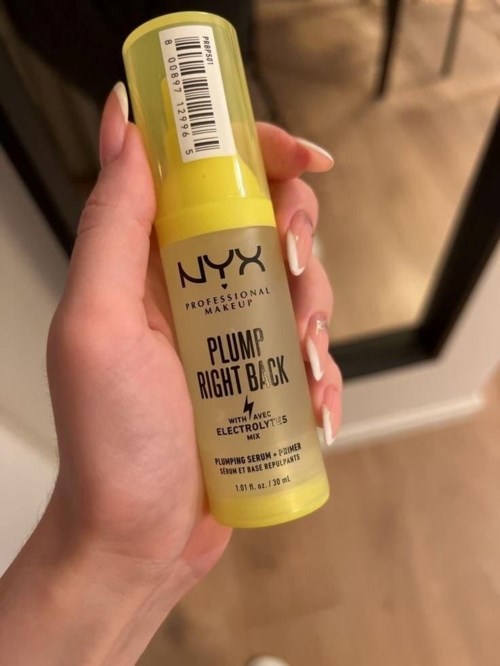 PRBPS01
8 00897 12996 5
NYX
PROFESSIONAL
MAKEUP
PLUMP
RIGHT BACK
WITH AVEC
ELECTROLYTES
MIX
PLUMPING SERUM + PRIMER
SÉRUM ET BASE REPULPANTS
1.01 fl. oz. / 30 mL